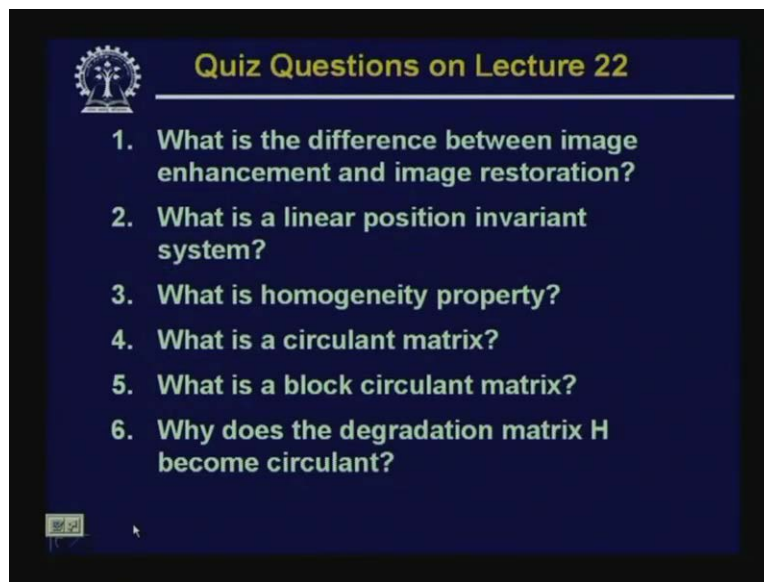 Quiz Questions on Lecture 22
1. What is the difference between image
enhancement and image restoration?
2. What is a linear position invariant
system?
3. What is homogeneity property?
4. What is a circulant matrix?
5. What is a block circulant matrix?
6. Why does the degradation matrix H
become circulant?